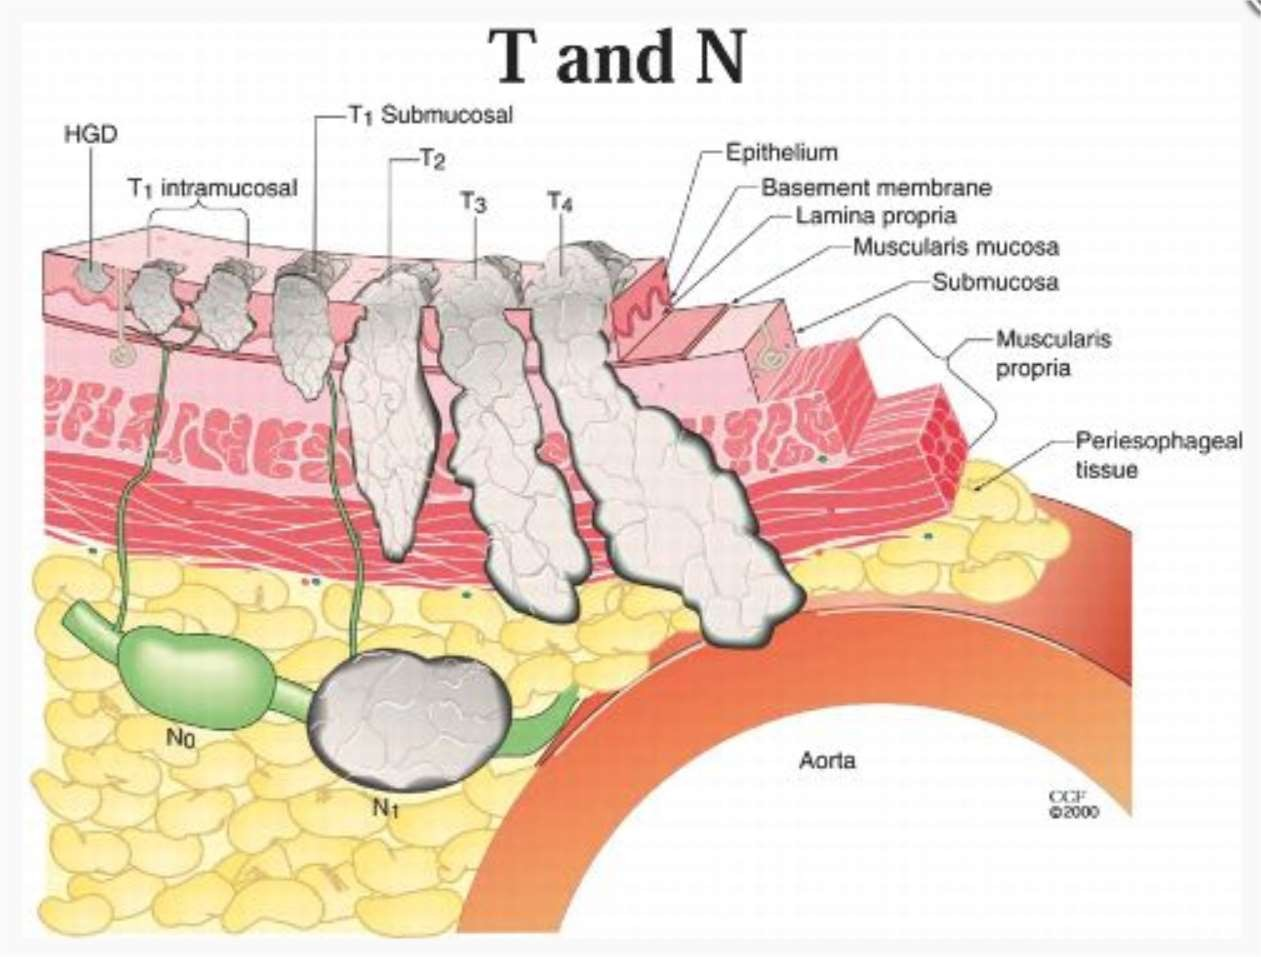 T and N
T1 Submucosal
HGD
T2
Epithelium
T1 intramucosal
Basement membrane
T3
T4
Lamina propria
Muscularis mucosa
Submucosa
Muscularis
propria
Periesophageal
tissue
N0
Aorta
N1
CCF
©2000